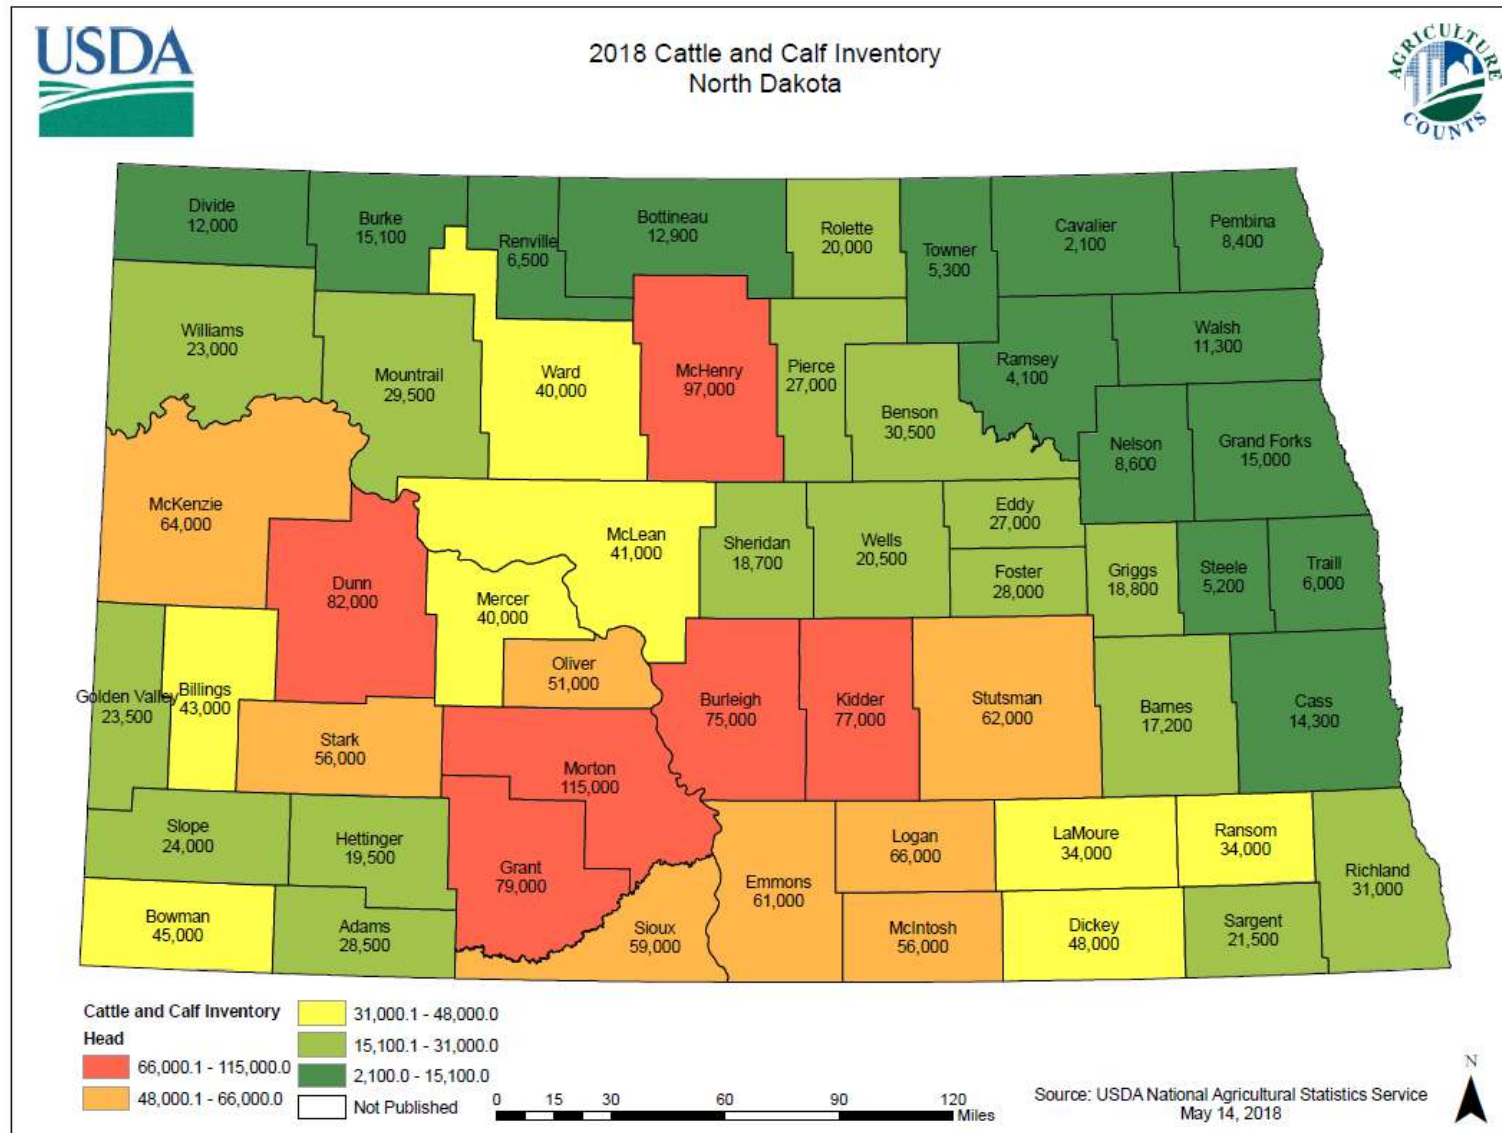 USDA
2018 Cattle and Calf Inventory
North Dakota
AGRICULTURE
COUNTS
Divide
12,000
Burke
15,100
Renville
6,500
Bottineau
12,900
Rolette
20,000
Towner
5,300
Cavalier
2,100
Pembina
8,400
Williams
23,000
Mountrail
29,500
Ward
40,000
McHenry
97,000
Pierce
27,000
Benson
30,500
Ramsey
4,100
Walsh
11,300
Nelson
8,600
Grand Forks
15,000
McKenzie
64,000
Dunn
82,000
McLean
41,000
Mercer
40,000
Oliver
51,000
Sheridan
18,700
Wells
20,500
Eddy
27,000
Foster
28,000
Griggs
18,800
Steele
5,200
Traill
6,000
Golden Valley
23,500
Billings
43,000
Stark
56,000
Morton
115,000
Burleigh
75,000
Kidder
77,000
Stutsman
62,000
Barnes
17,200
Cass
14,300
Slope
24,000
Hettinger
19,500
Grant
79,000
Bowman
45,000
Adams
28,500
Sioux
59,000
Emmons
61,000
Logan
66,000
McIntosh
56,000
LaMoure
34,000
Dickey
48,000
Ransom
34,000
Sargent
21,500
Richland
31,000
Cattle and Calf Inventory
Head
66,000.1 - 115,000.0
48,000.1 - 66,000.0
31,000.1 - 48,000.0
15,100.1 - 31,000.0
2,100.0 - 15,100.0
Not Published
0 15 30 60 90 120
Miles
Source: USDA National Agricultural Statistics Service
May 14, 2018
N